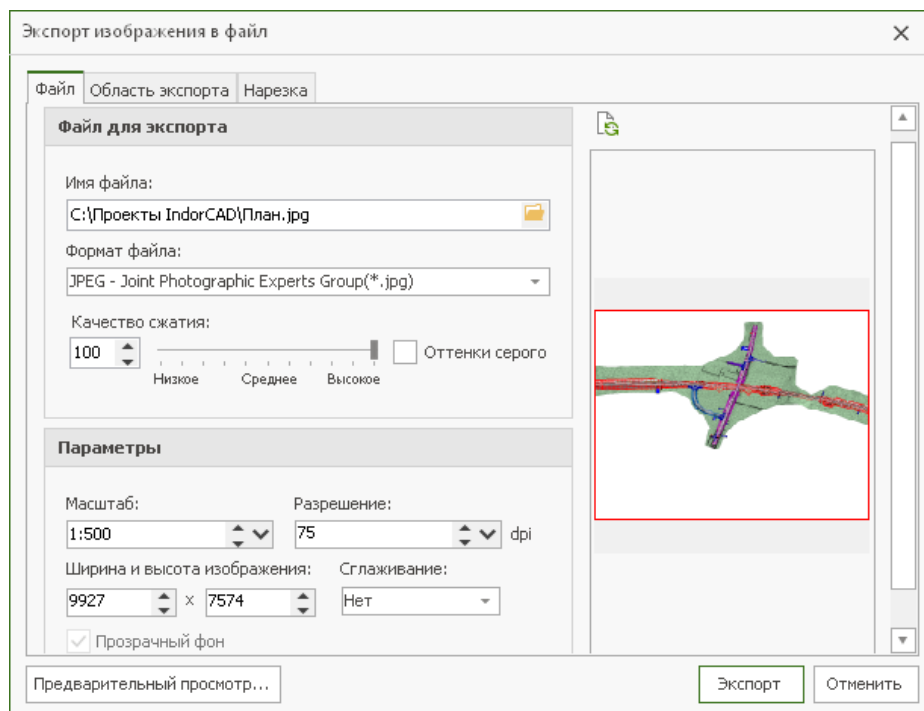 Экспорт изображения в файл
Файл Область экспорта Нарезка
Файл для экспорта
Имя файла:
C:\Проекты IndorCAD\План.jpg
Формат файла:
JPEG - Joint Photographic Experts Group(*.jpg)
Качество сжатия:
100
Оттенки серого
Низкое Среднее Высокое
Параметры
Масштаб: Разрешение:
1:500 75 dpi
Ширина и высота изображения: Сглаживание:
9927 x 7574 Нет
Прозрачный фон
Предварительный просмотр... Экспорт Отменить